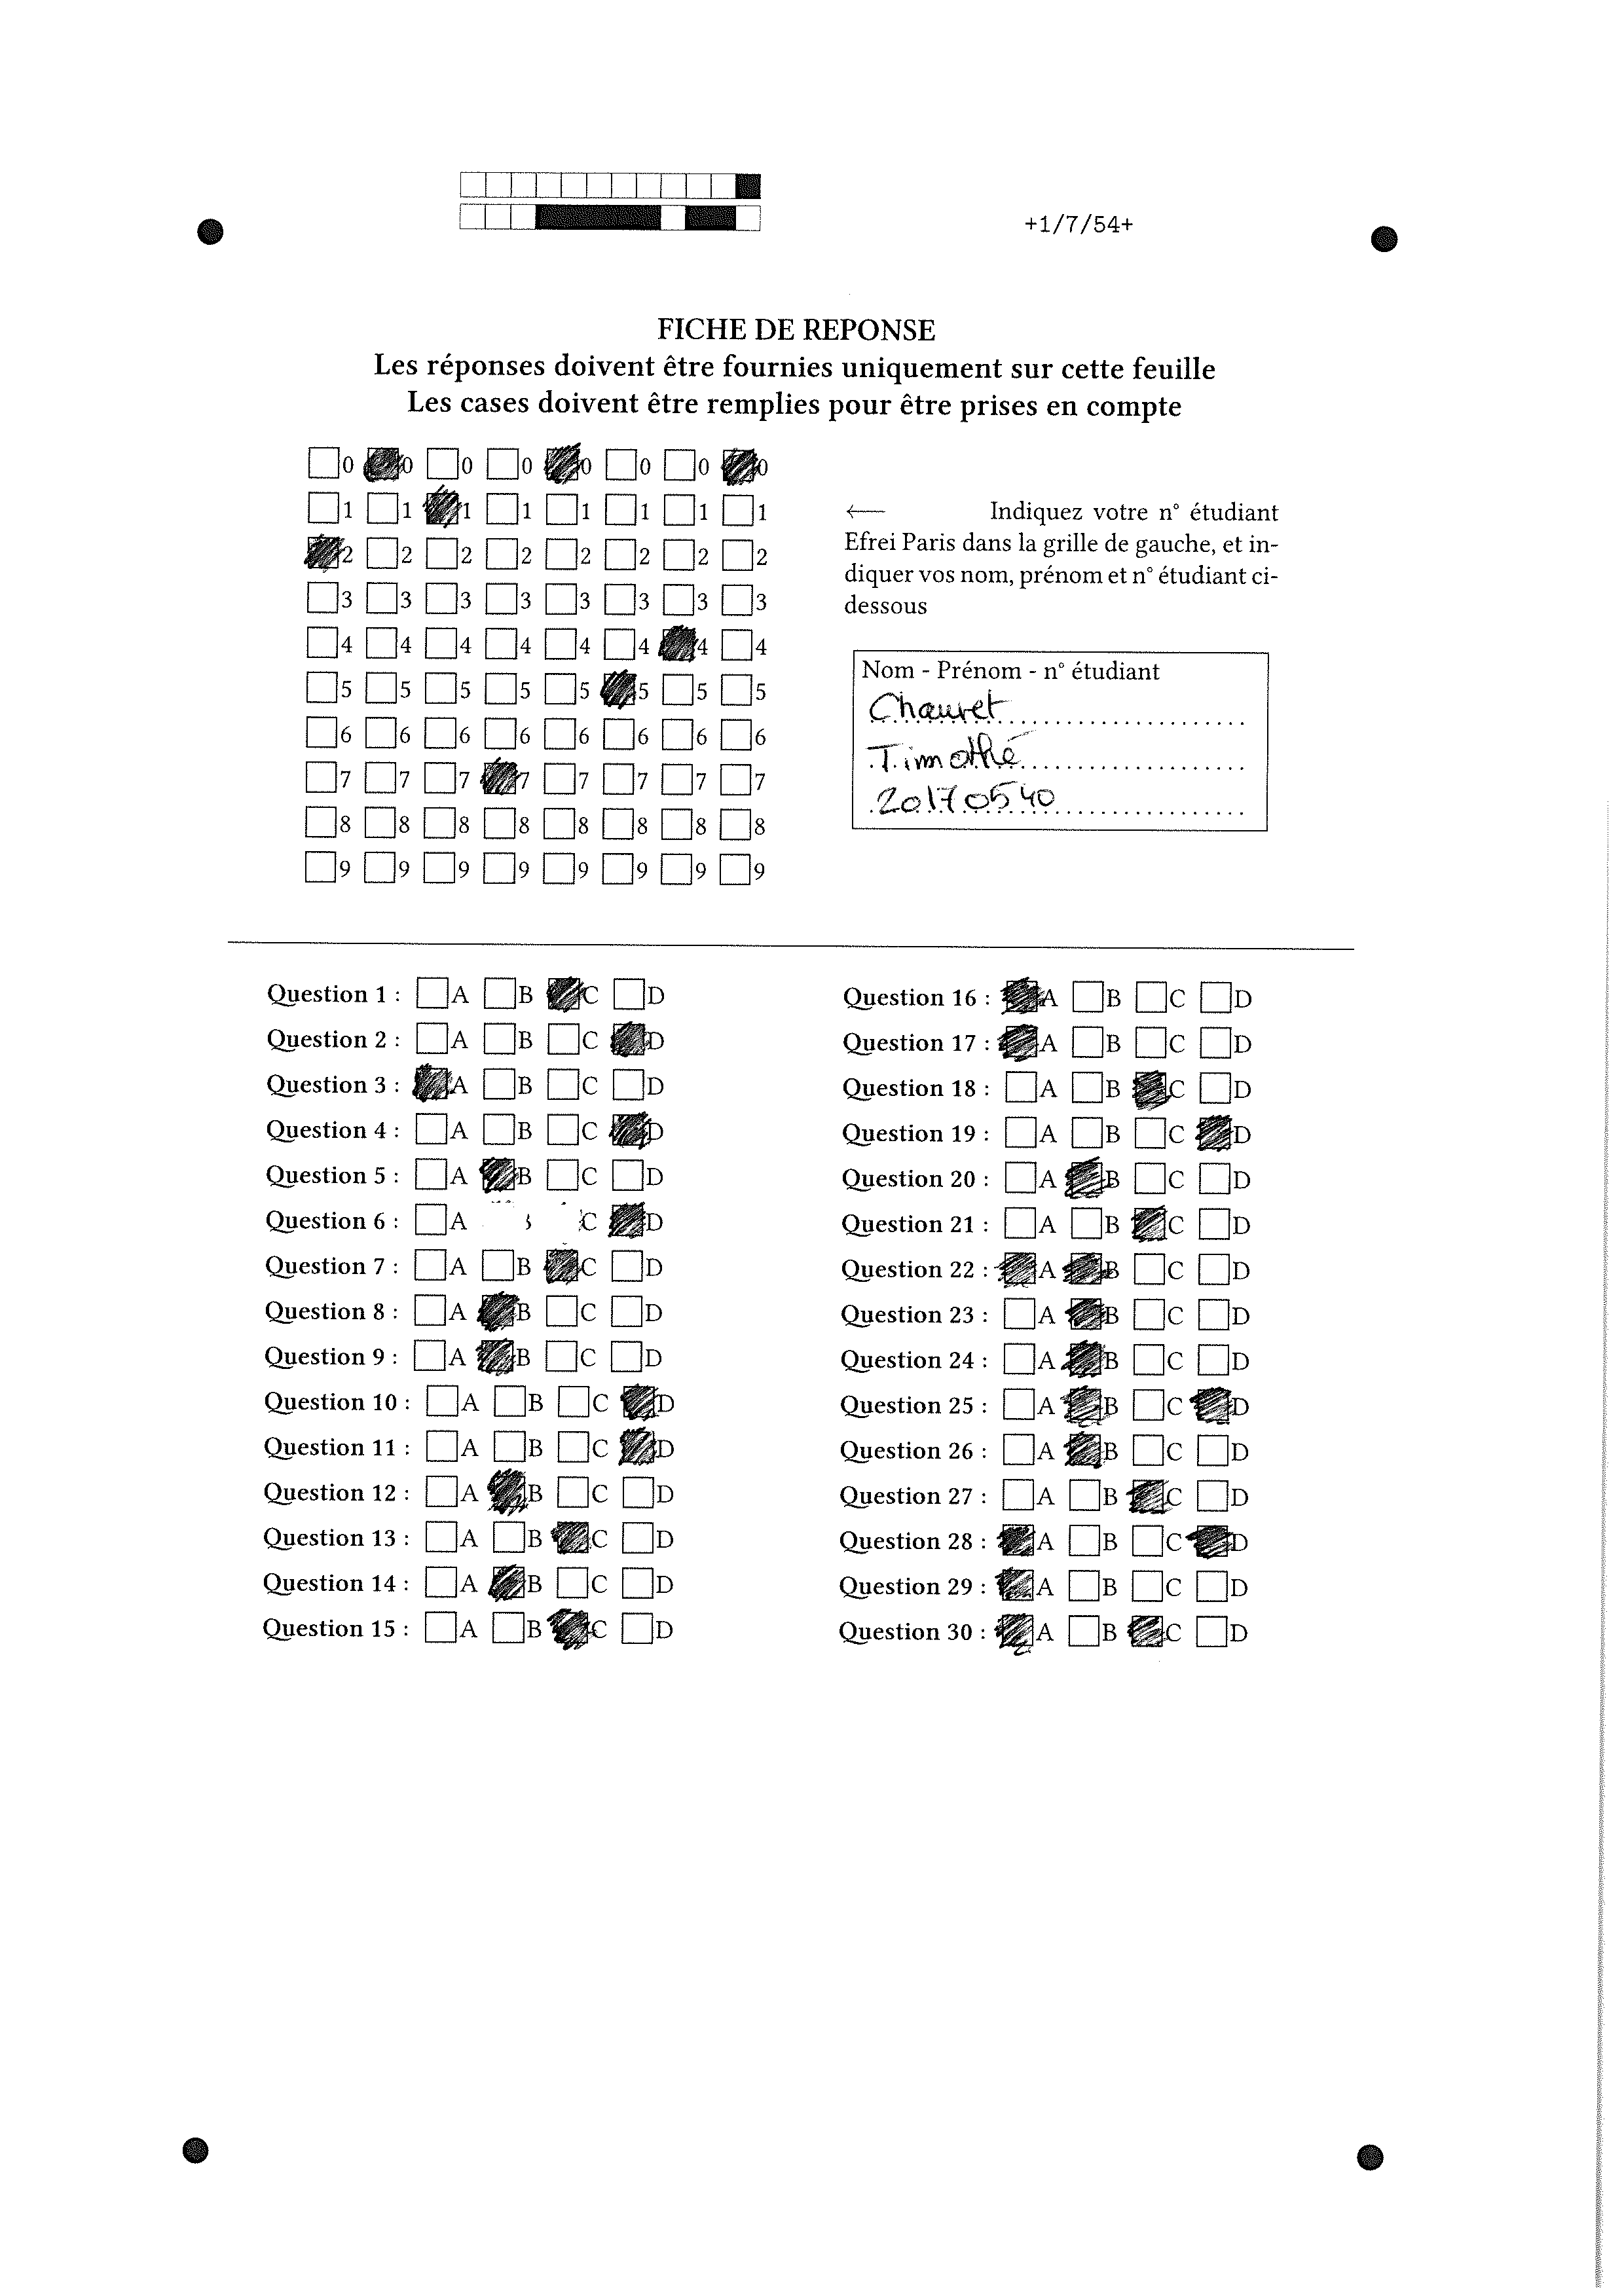 +1/7/54+
FICHE DE REPONSE
Les réponses doivent être fournies uniquement sur cette feuille
Les cases doivent être remplies pour être prises en compte
0 0 0 0 0 0 0 0
1 1 1 1 1 1 1 1
2 2 2 2 2 2 2 2
3 3 3 3 3 3 3 3
4 4 4 4 4 4 4 4
5 5 5 5 5 5 5 5
6 6 6 6 6 6 6 6
7 7 7 7 7 7 7 7
8 8 8 8 8 8 8 8
9 9 9 9 9 9 9 9
← Indiquez votre n° étudiant
Efrei Paris dans la grille de gauche, et in-
diquer vos nom, prénom et n° étudiant ci-
dessous
Nom - Prénom - n° étudiant
Chauvet
Timothé
20170540
Question 1 : A B C D
Question 2 : A B C D
Question 3 : A B C D
Question 4 : A B C D
Question 5 : A B C D
Question 6 : A C D
Question 7 : A B C D
Question 8 : A B C D
Question 9 : A B C D
Question 10 : A B C D
Question 11 : A B C D
Question 12 : A B C D
Question 13 : A B C D
Question 14 : A B C D
Question 15 : A B C D
Question 16 : A B C D
Question 17 : A B C D
Question 18 : A B C D
Question 19 : A B C D
Question 20 : A B C D
Question 21 : A B C D
Question 22 : A B C D
Question 23 : A B C D
Question 24 : A B C D
Question 25 : A B C D
Question 26 : A B C D
Question 27 : A B C D
Question 28 : A B C D
Question 29 : A B C D
Question 30 : A B C D